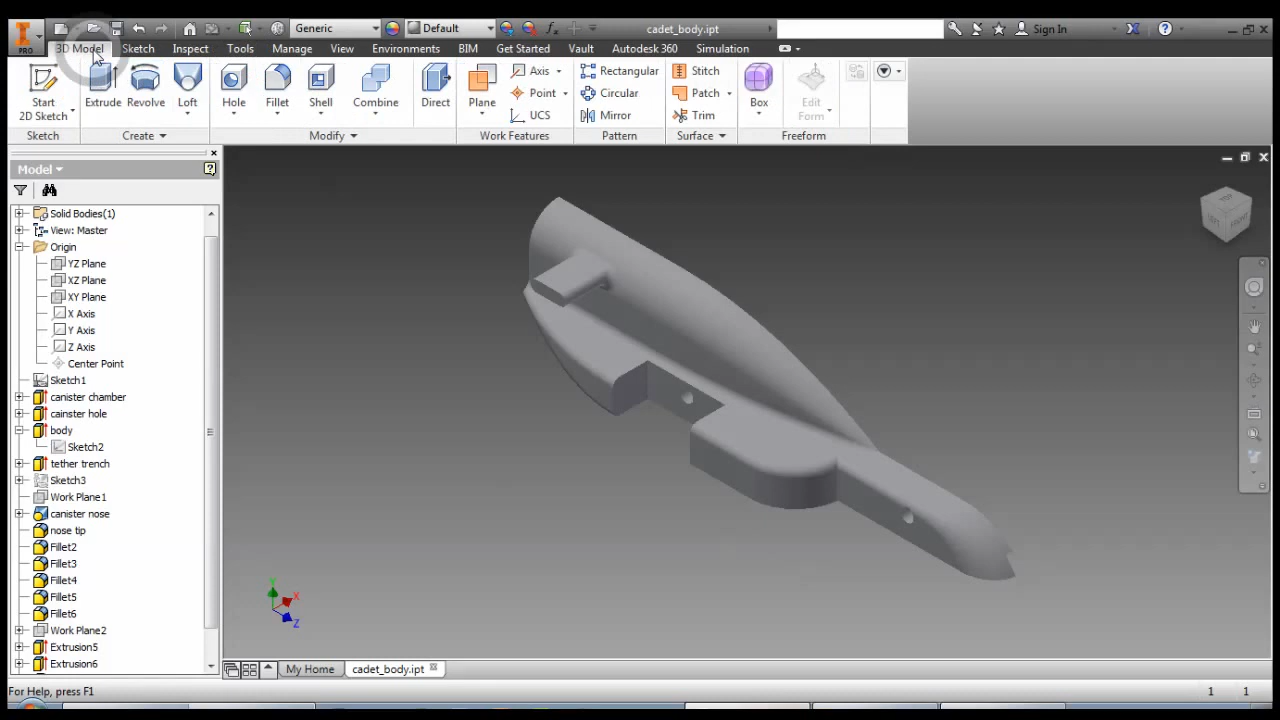 Generic Default cadet_body.ipt Sign In
PRO 3D Model Sketch Inspect Tools Manage View Environments BIM Get Started Vault Autodesk 360 Simulation
Start 2D Sketch Extrude Revolve Loft Hole Fillet Shell Combine Direct Plane Axis Rectangular Stitch Box Edit Form
Point Circular Patch
UCS Mirror Trim
Sketch Create Modify Work Features Pattern Surface Freeform
Model
Solid Bodies(1)
View: Master
Origin
YZ Plane
XZ Plane
XY Plane
X Axis
Y Axis
Z Axis
Center Point
Sketch1
canister chamber
cainster hole
body
Sketch2
tether trench
Sketch3
Work Plane1
canister nose
nose tip
Fillet2
Fillet3
Fillet4
Fillet5
Fillet6
Work Plane2
Extrusion5
Extrusion6
TOP
LEFT FRONT
Y
X
Z
My Home cadet_body.ipt
For Help, press F1 1 1